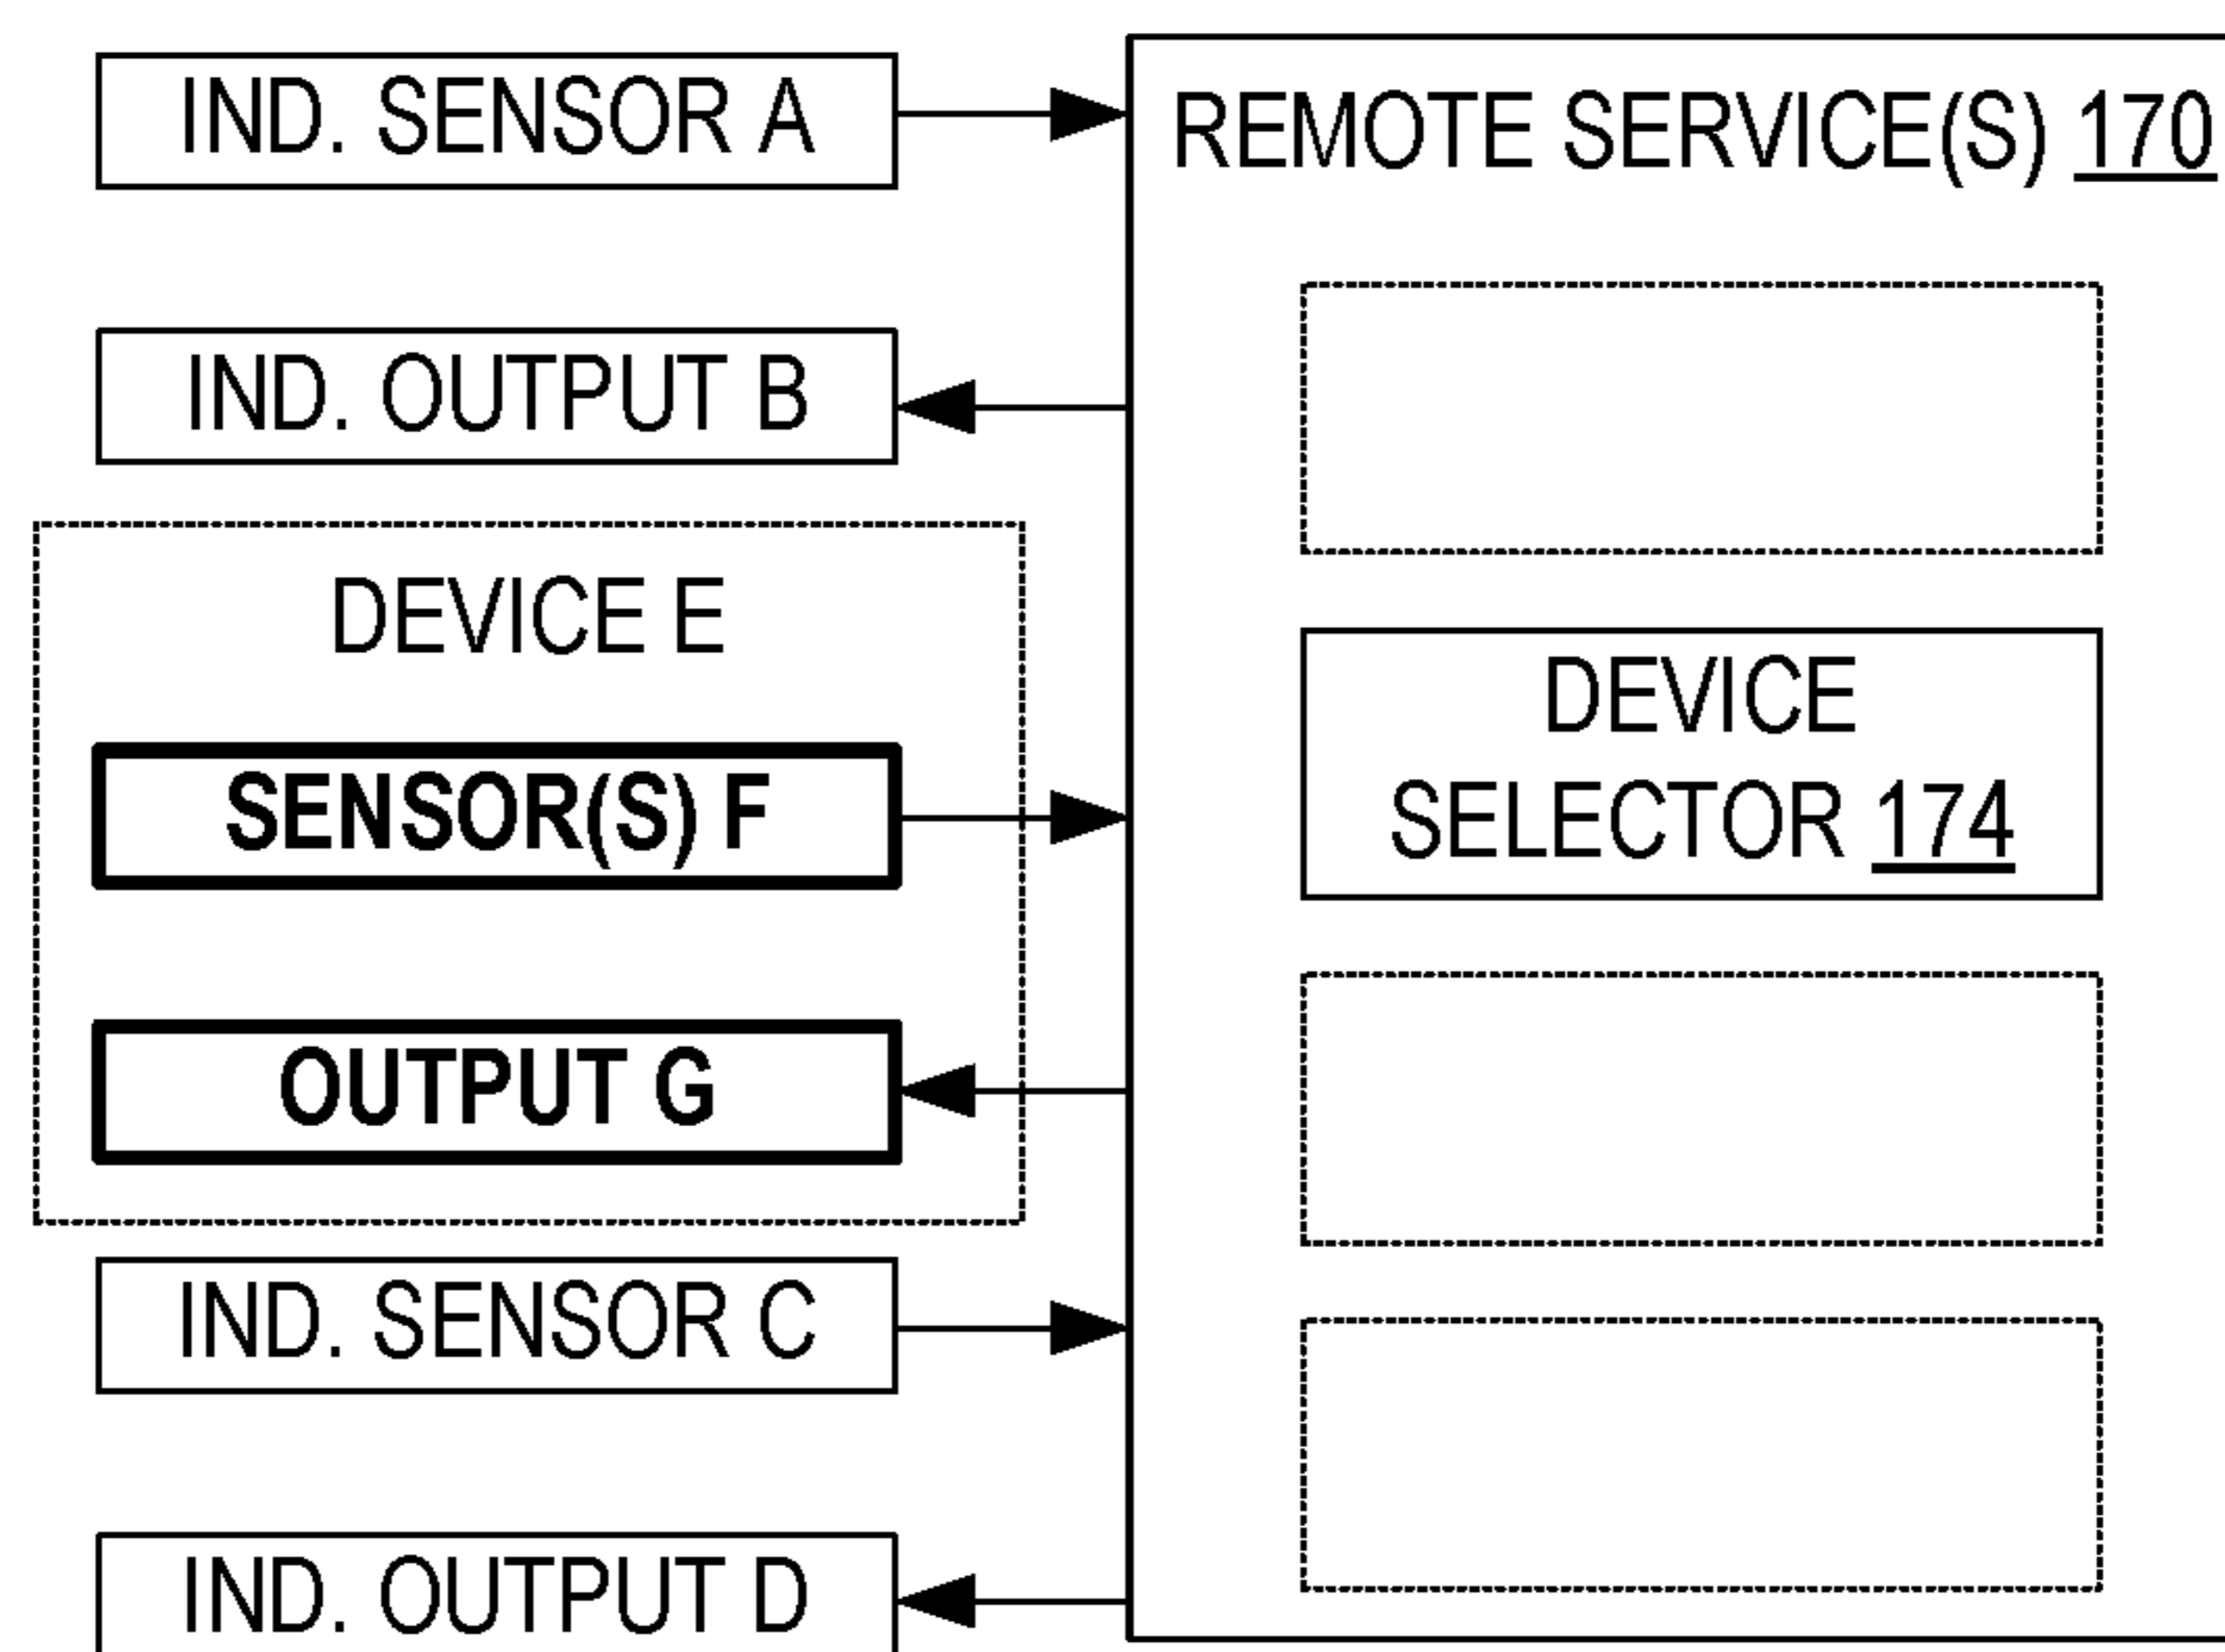 IND. SENSOR A
IND. OUTPUT B
DEVICE E
SENSOR(S) F
OUTPUT G
IND. SENSOR C
IND. OUTPUT D
REMOTE SERVICE(S) 170
DEVICE
SELECTOR 174